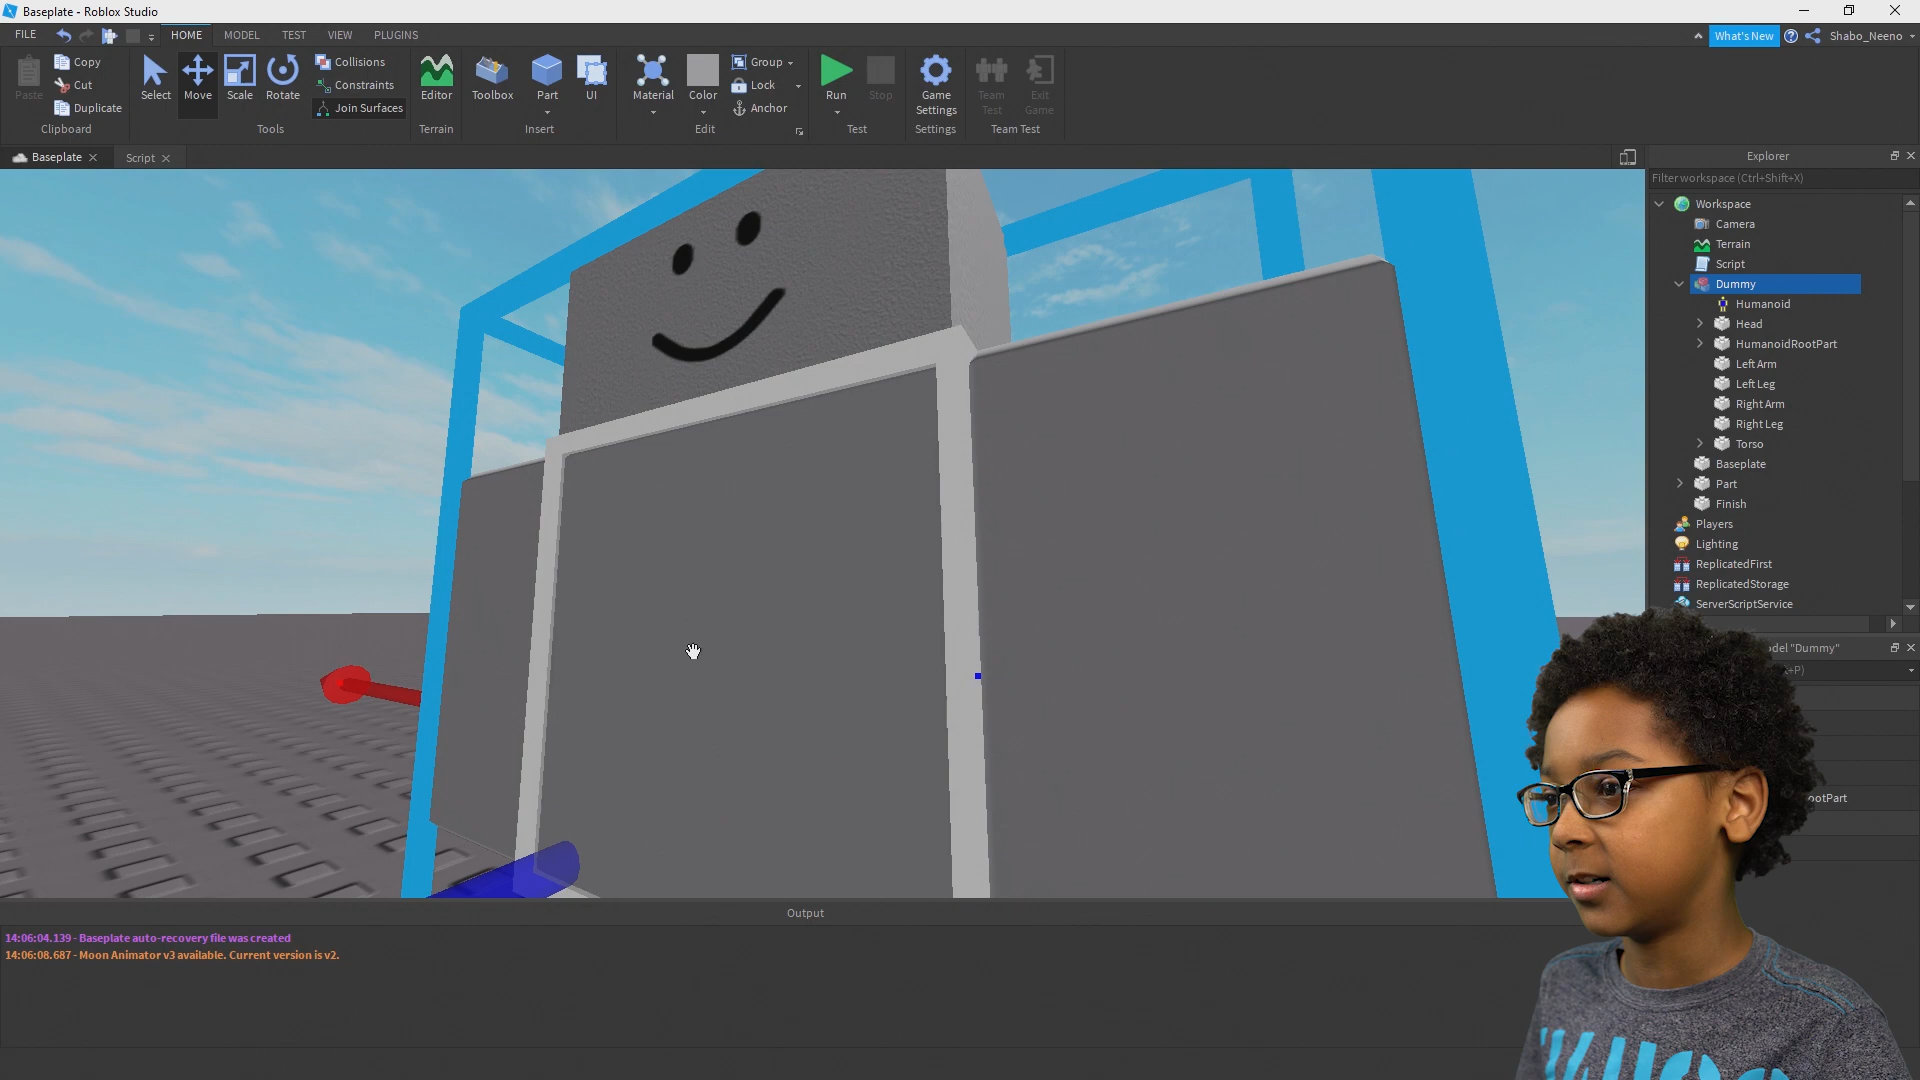 Baseplate - Roblox Studio
FILE HOME MODEL TEST VIEW PLUGINS What's New Shabo_Neeno
Paste Copy Cut Duplicate Clipboard
Select Move Scale Rotate Collisions Constraints Join Surfaces Tools
Editor Terrain
Toolbox Part UI Insert
Material Color Group Lock Anchor Edit
Run Stop Test
Game Settings Settings
Team Test Exit Game Team Test
Baseplate Script
Explorer
Filter workspace (Ctrl+Shift+X)
Workspace
Camera
Terrain
Script
Dummy
Humanoid
Head
HumanoidRootPart
Left Arm
Left Leg
Right Arm
Right Leg
Torso
Baseplate
Part
Finish
Players
Lighting
ReplicatedFirst
ReplicatedStorage
ServerScriptService
odel "Dummy"
+P)
ootPart
Output
14:06:04.139 - Baseplate auto-recovery file was created
14:06:08.687 - Moon Animator v3 available. Current version is v2.